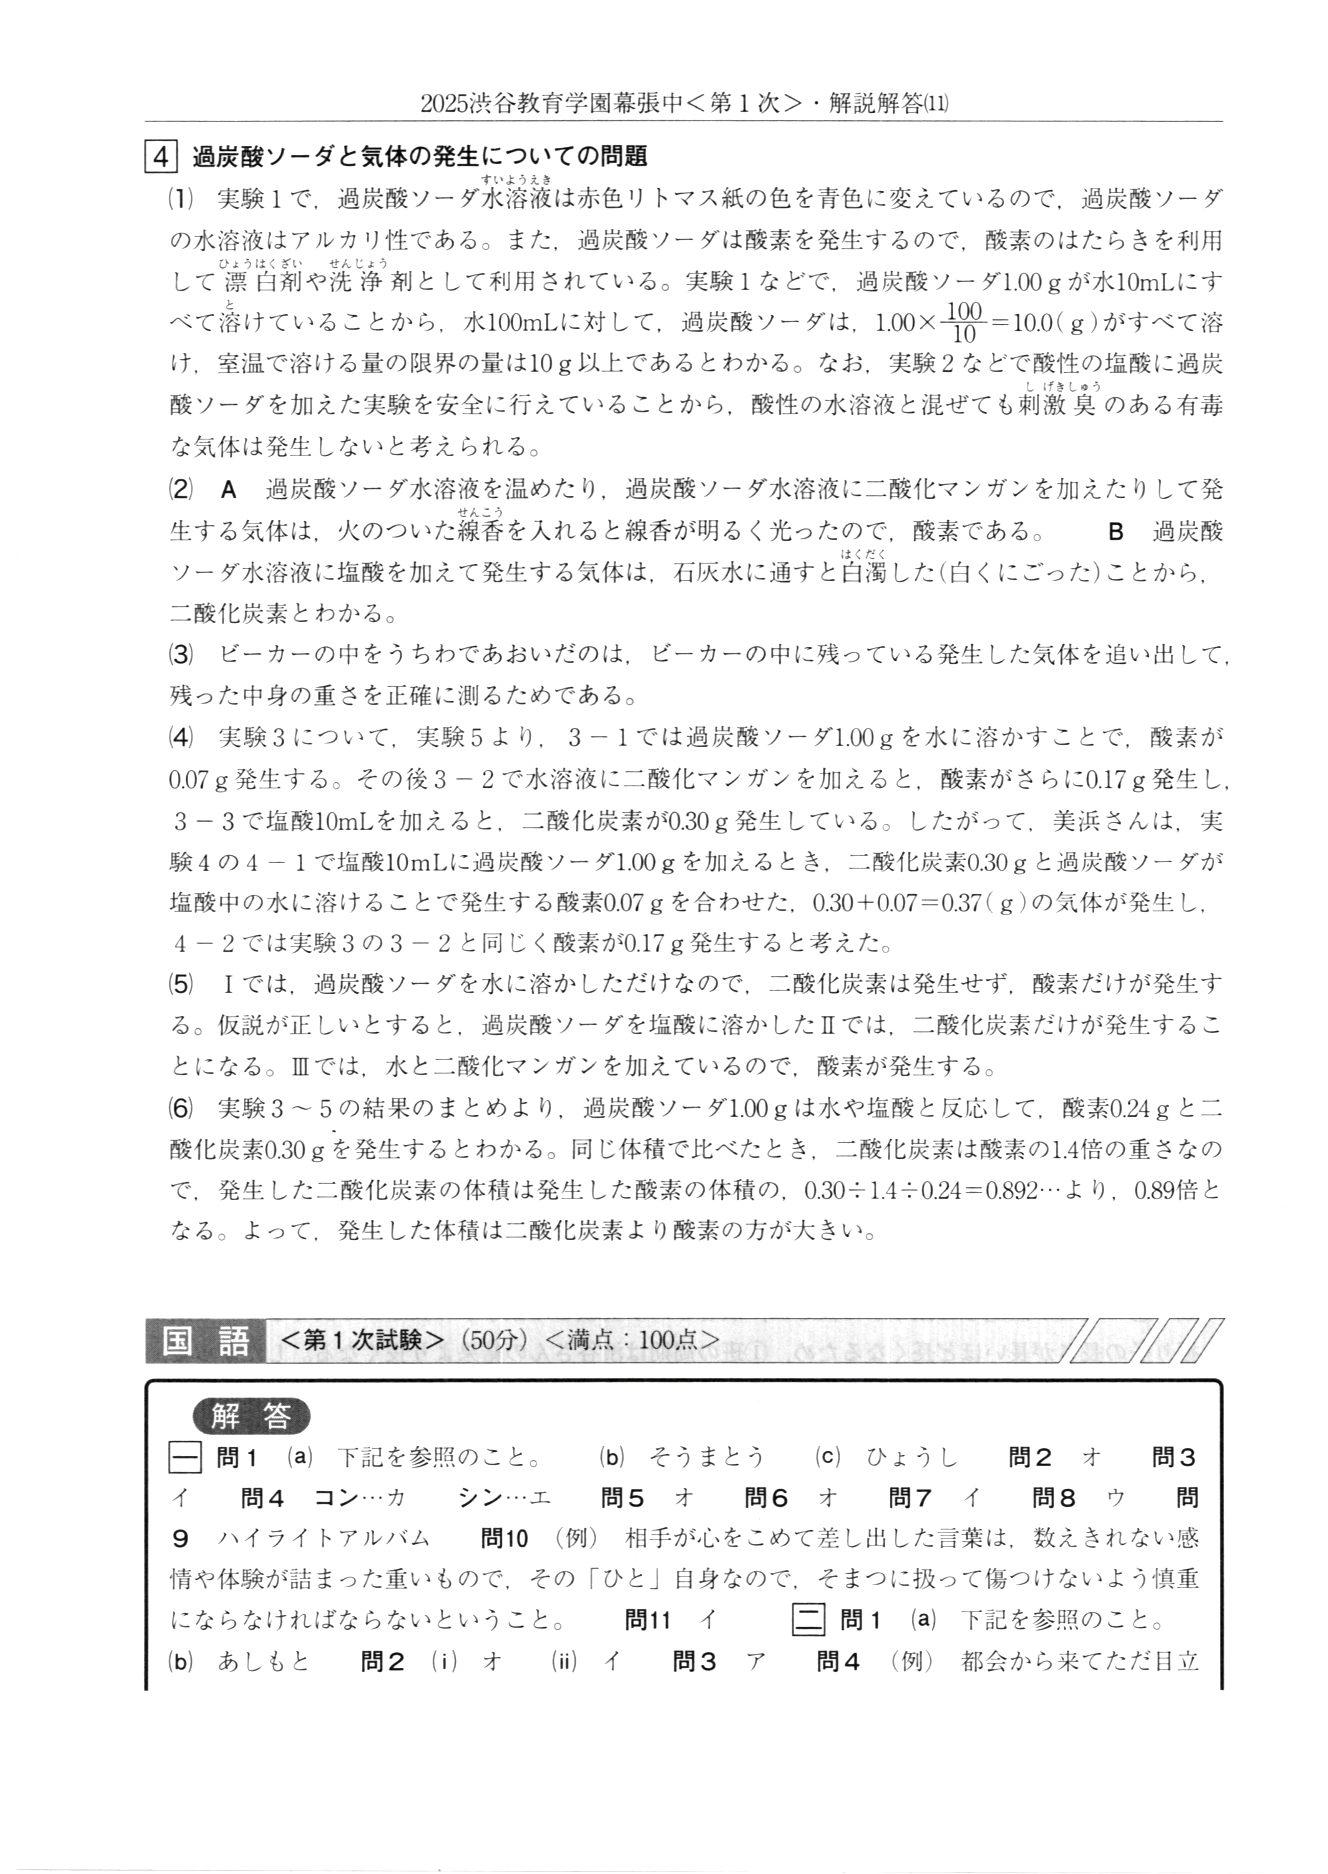 2025渋谷教育学園幕張中＜第１次＞・解説解答(11)
4 過炭酸ソーダと気体の発生についての問題
(1) 実験１で，過炭酸ソーダ水溶液は赤色リトマス紙の色を青色に変えているので，過炭酸ソーダ
の水溶液はアルカリ性である。また，過炭酸ソーダは酸素を発生するので，酸素のはたらきを利用
して漂白剤や洗浄剤として利用されている。実験１などで，過炭酸ソーダ1.00ｇが水10mLにす
べて溶けていることから，水100mLに対して，過炭酸ソーダは，1.00×100/10＝10.0(ｇ)がすべて溶
け，室温で溶ける量の限界の量は10ｇ以上であるとわかる。なお，実験２などで酸性の塩酸に過炭
酸ソーダを加えた実験を安全に行えていることから，酸性の水溶液と混ぜても刺激臭のある有毒
な気体は発生しないと考えられる。
(2) A 過炭酸ソーダ水溶液を温めたり，過炭酸ソーダ水溶液に二酸化マンガンを加えたりして発
生する気体は，火のついた線香を入れると線香が明るく光ったので，酸素である。 B 過炭酸
ソーダ水溶液に塩酸を加えて発生する気体は，石灰水に通すと白濁した(白くにごった)ことから，
二酸化炭素とわかる。
(3) ビーカーの中をうちわであおいだのは，ビーカーの中に残っている発生した気体を追い出して，
残った中身の重さを正確に測るためである。
(4) 実験３について，実験５より，３－１では過炭酸ソーダ1.00ｇを水に溶かすことで，酸素が
0.07ｇ発生する。その後３－２で水溶液に二酸化マンガンを加えると，酸素がさらに0.17ｇ発生し，
３－３で塩酸10mLを加えると，二酸化炭素が0.30ｇ発生している。したがって，美浜さんは，実
験４の４－１で塩酸10mLに過炭酸ソーダ1.00ｇを加えるとき，二酸化炭素0.30ｇと過炭酸ソーダが
塩酸中の水に溶けることで発生する酸素0.07ｇを合わせた，0.30＋0.07＝0.37(ｇ)の気体が発生し，
４－２では実験３の３－２と同じく酸素が0.17ｇ発生すると考えた。
(5) Ⅰでは，過炭酸ソーダを水に溶かしただけなので，二酸化炭素は発生せず，酸素だけが発生す
る。仮説が正しいとすると，過炭酸ソーダを塩酸に溶かしたⅡでは，二酸化炭素だけが発生するこ
とになる。Ⅲでは，水と二酸化マンガンを加えているので，酸素が発生する。
(6) 実験３～５の結果のまとめより，過炭酸ソーダ1.00ｇは水や塩酸と反応して，酸素0.24ｇと二
酸化炭素0.30ｇを発生するとわかる。同じ体積で比べたとき，二酸化炭素は酸素の1.4倍の重さなの
で，発生した二酸化炭素の体積は発生した酸素の体積の，0.30÷1.4÷0.24＝0.892…より，0.89倍と
なる。よって，発生した体積は二酸化炭素より酸素の方が大きい。
国語 ＜第１次試験＞（50分）＜満点：100点＞
解答
一 問1 (a) 下記を参照のこと。 (b) そうまとう (c) ひょうし 問2 オ 問3
イ 問4 コン…カ シン…エ 問5 オ 問6 オ 問7 イ 問8 ウ 問
9 ハイライトアルバム 問10 （例） 相手が心をこめて差し出した言葉は，数えきれない感
情や体験が詰まった重いもので，その「ひと」自身なので，そまつに扱って傷つけないよう慎重
にならなければならないということ。 問11 イ 二 問1 (a) 下記を参照のこと。
(b) あしもと 問2 (i) オ (ii) イ 問3 ア 問4 （例） 都会から来てただ目立